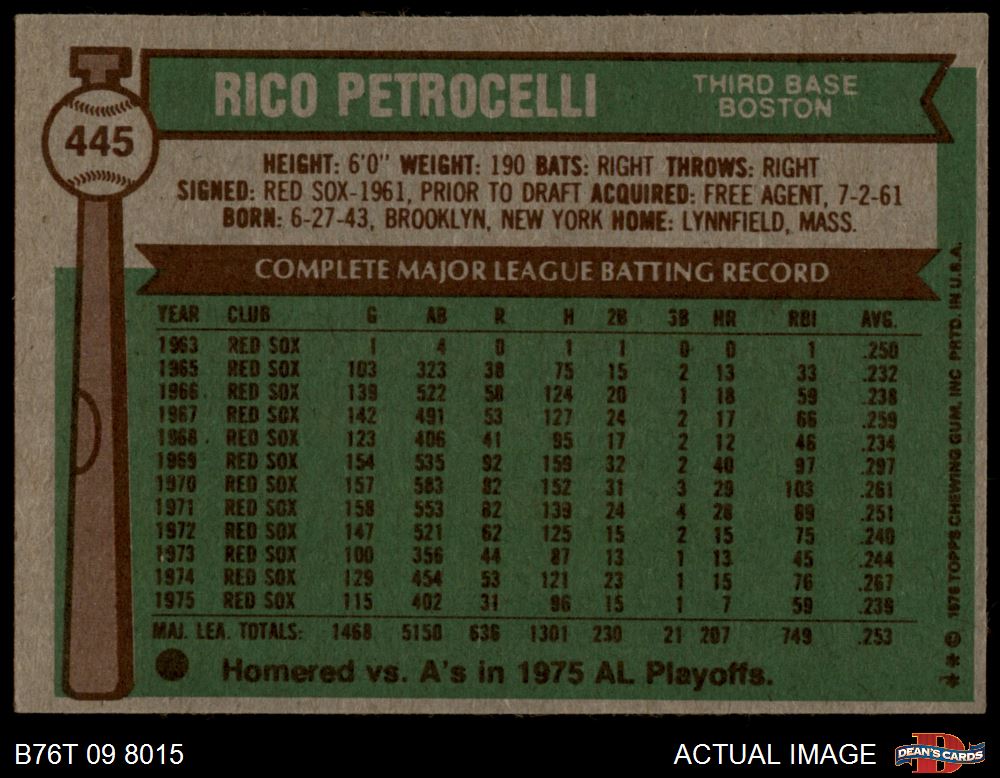 RICO PETROCELLI
THIRD BASE
BOSTON
445
HEIGHT: 6'0" WEIGHT: 190 BATS: RIGHT THROWS: RIGHT
SIGNED: RED SOX-1961, PRIOR TO DRAFT ACQUIRED: FREE AGENT, 7-2-61
BORN: 6-27-43, BROOKLYN, NEW YORK HOME: LYNNFIELD, MASS.
COMPLETE MAJOR LEAGUE BATTING RECORD
YEAR CLUB G AB R H 2B 3B HR RBI AVG.
1963 RED SOX 1 4 0 1 1 0 0 1 .250
1965 RED SOX 103 323 38 75 15 2 13 33 .232
1966 RED SOX 139 522 58 124 20 1 18 59 .238
1967 RED SOX 142 491 53 127 24 2 17 66 .259
1968 RED SOX 123 406 41 95 17 2 12 46 .234
1969 RED SOX 154 535 92 159 32 2 40 97 .297
1970 RED SOX 157 583 82 152 31 3 29 103 .261
1971 RED SOX 158 553 82 139 24 4 28 89 .251
1972 RED SOX 147 521 62 125 15 2 15 75 .240
1973 RED SOX 100 356 44 87 13 1 13 45 .244
1974 RED SOX 129 454 53 121 23 1 15 76 .267
1975 RED SOX 115 402 31 96 15 1 7 59 .239
MAJ. LEA. TOTALS: 1468 5150 636 1301 230 21 207 749 .253
Homered vs. A's in 1975 AL Playoffs.
** © 1976 TOPPS CHEWING GUM, INC PRTD. IN U.S.A.
B76T 09 8015
ACTUAL IMAGE
D
DEAN'S CARDS